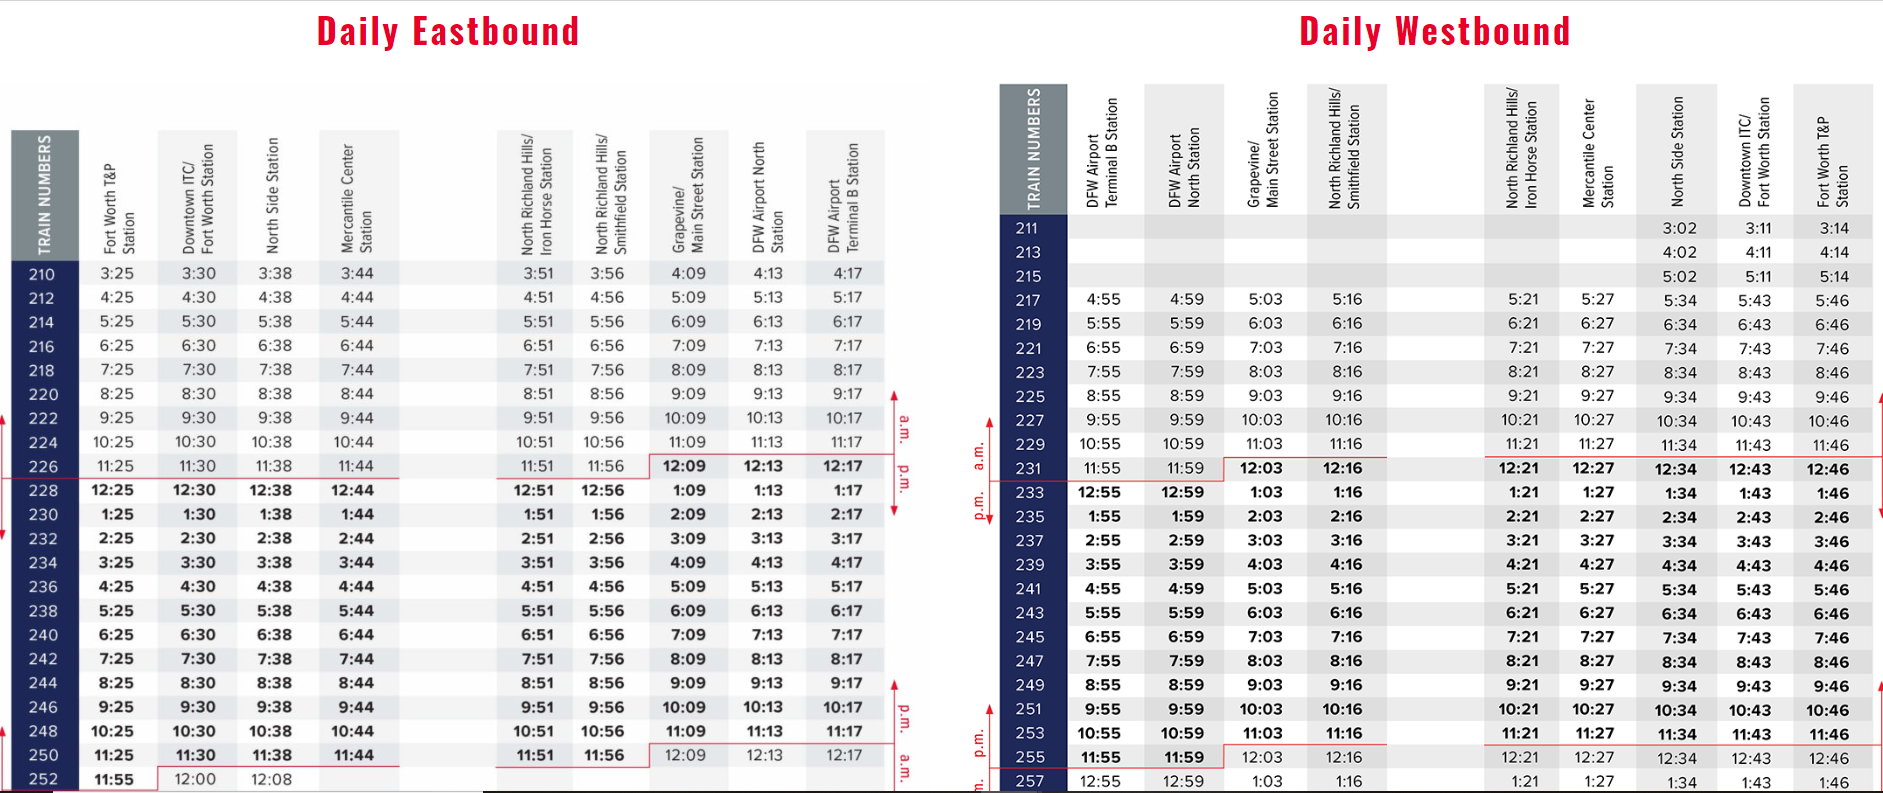 Daily Eastbound
TRAIN NUMBERS
Fort Worth T&P
Station
Downtown ITC/
Fort Worth Station
North Side Station
Mercantile Center
Station
North Richland Hills/
Iron Horse Station
North Richland Hills/
Smithfield Station
Grapevine/
Main Street Station
DFW Airport North
Station
DFW Airport
Terminal B Station
210 3:25 3:30 3:38 3:44 3:51 3:56 4:09 4:13 4:17
212 4:25 4:30 4:38 4:44 4:51 4:56 5:09 5:13 5:17
214 5:25 5:30 5:38 5:44 5:51 5:56 6:09 6:13 6:17
216 6:25 6:30 6:38 6:44 6:51 6:56 7:09 7:13 7:17
218 7:25 7:30 7:38 7:44 7:51 7:56 8:09 8:13 8:17
220 8:25 8:30 8:38 8:44 8:51 8:56 9:09 9:13 9:17
222 9:25 9:30 9:38 9:44 9:51 9:56 10:09 10:13 10:17
224 10:25 10:30 10:38 10:44 10:51 10:56 11:09 11:13 11:17
226 11:25 11:30 11:38 11:44 11:51 11:56 12:09 12:13 12:17
228 12:25 12:30 12:38 12:44 12:51 12:56 1:09 1:13 1:17
230 1:25 1:30 1:38 1:44 1:51 1:56 2:09 2:13 2:17
232 2:25 2:30 2:38 2:44 2:51 2:56 3:09 3:13 3:17
234 3:25 3:30 3:38 3:44 3:51 3:56 4:09 4:13 4:17
236 4:25 4:30 4:38 4:44 4:51 4:56 5:09 5:13 5:17
238 5:25 5:30 5:38 5:44 5:51 5:56 6:09 6:13 6:17
240 6:25 6:30 6:38 6:44 6:51 6:56 7:09 7:13 7:17
242 7:25 7:30 7:38 7:44 7:51 7:56 8:09 8:13 8:17
244 8:25 8:30 8:38 8:44 8:51 8:56 9:09 9:13 9:17
246 9:25 9:30 9:38 9:44 9:51 9:56 10:09 10:13 10:17
248 10:25 10:30 10:38 10:44 10:51 10:56 11:09 11:13 11:17
250 11:25 11:30 11:38 11:44 11:51 11:56 12:09 12:13 12:17
252 11:55 12:00 12:08
a.m.
p.m.
p.m.
a.m.
Daily Westbound
TRAIN NUMBERS
DFW Airport
Terminal B Station
DFW Airport
North Station
Grapevine/
Main Street Station
North Richland Hills/
Smithfield Station
North Richland Hills/
Iron Horse Station
Mercantile Center
Station
North Side Station
Downtown ITC/
Fort Worth Station
Fort Worth T&P
Station
211 3:02 3:11 3:14
213 4:02 4:11 4:14
215 5:02 5:11 5:14
217 4:55 4:59 5:03 5:16 5:21 5:27 5:34 5:43 5:46
219 5:55 5:59 6:03 6:16 6:21 6:27 6:34 6:43 6:46
221 6:55 6:59 7:03 7:16 7:21 7:27 7:34 7:43 7:46
223 7:55 7:59 8:03 8:16 8:21 8:27 8:34 8:43 8:46
225 8:55 8:59 9:03 9:16 9:21 9:27 9:34 9:43 9:46
227 9:55 9:59 10:03 10:16 10:21 10:27 10:34 10:43 10:46
229 10:55 10:59 11:03 11:16 11:21 11:27 11:34 11:43 11:46
231 11:55 11:59 12:03 12:16 12:21 12:27 12:34 12:43 12:46
233 12:55 12:59 1:03 1:16 1:21 1:27 1:34 1:43 1:46
235 1:55 1:59 2:03 2:16 2:21 2:27 2:34 2:43 2:46
237 2:55 2:59 3:03 3:16 3:21 3:27 3:34 3:43 3:46
239 3:55 3:59 4:03 4:16 4:21 4:27 4:34 4:43 4:46
241 4:55 4:59 5:03 5:16 5:21 5:27 5:34 5:43 5:46
243 5:55 5:59 6:03 6:16 6:21 6:27 6:34 6:43 6:46
245 6:55 6:59 7:03 7:16 7:21 7:27 7:34 7:43 7:46
247 7:55 7:59 8:03 8:16 8:21 8:27 8:34 8:43 8:46
249 8:55 8:59 9:03 9:16 9:21 9:27 9:34 9:43 9:46
251 9:55 9:59 10:03 10:16 10:21 10:27 10:34 10:43 10:46
253 10:55 10:59 11:03 11:16 11:21 11:27 11:34 11:43 11:46
255 11:55 11:59 12:03 12:16 12:21 12:27 12:34 12:43 12:46
257 12:55 12:59 1:03 1:16 1:21 1:27 1:34 1:43 1:46
a.m.
p.m.
p.m.